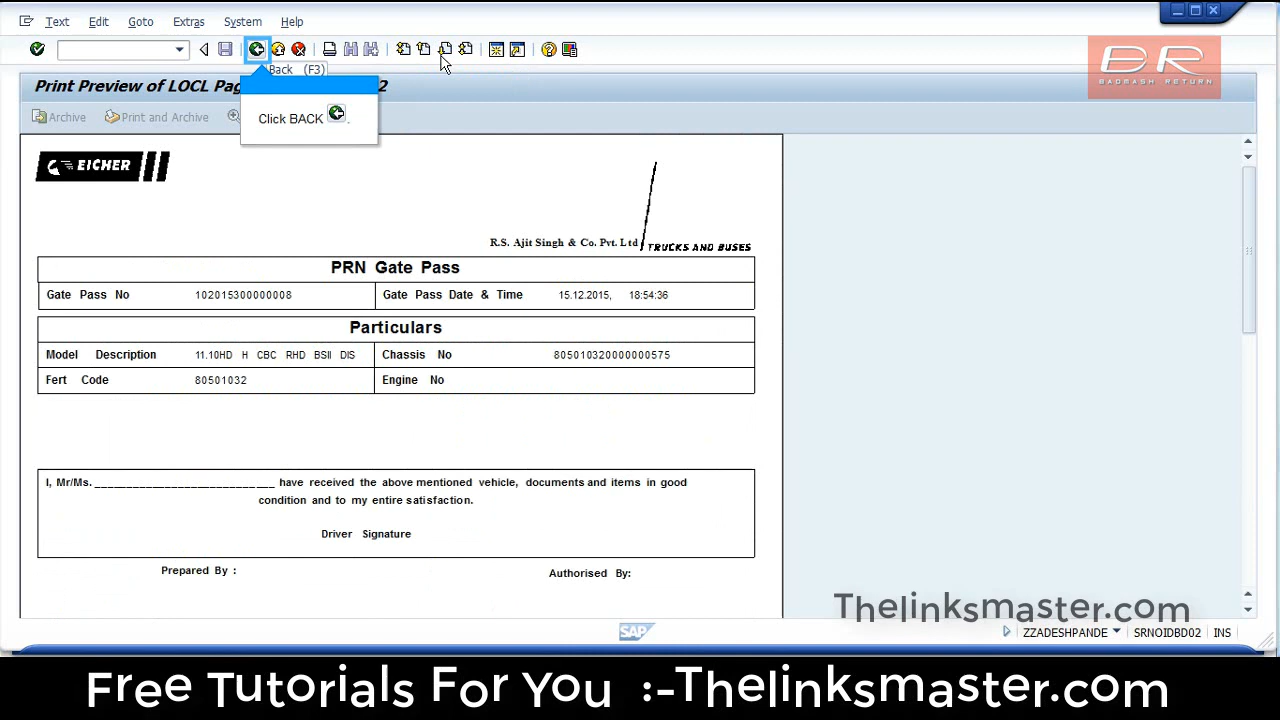 Text Edit Goto Extras System Help
BADMASH RETURN
Back (F3)
Print Preview of LOCL Pag 2
Archive Print and Archive
Click BACK .
EICHER
R.S. Ajit Singh & Co. Pvt. Ltd
TRUCKS AND BUSES
PRN Gate Pass
Gate Pass No 102015300000008 Gate Pass Date & Time 15.12.2015, 18:54:36
Particulars
Model Description 11.10HD H CBC RHD BSII DIS Chassis No 805010320000000575
Fert Code 80501032 Engine No
I, Mr/Ms. ____________________________ have received the above mentioned vehicle, documents and items in good
condition and to my entire satisfaction.
Driver Signature
Prepared By : Authorised By:
Thelinksmaster.com
SAP ZZADESHPANDE SRNOIDBD02 INS
Free Tutorials For You :-Thelinksmaster.com